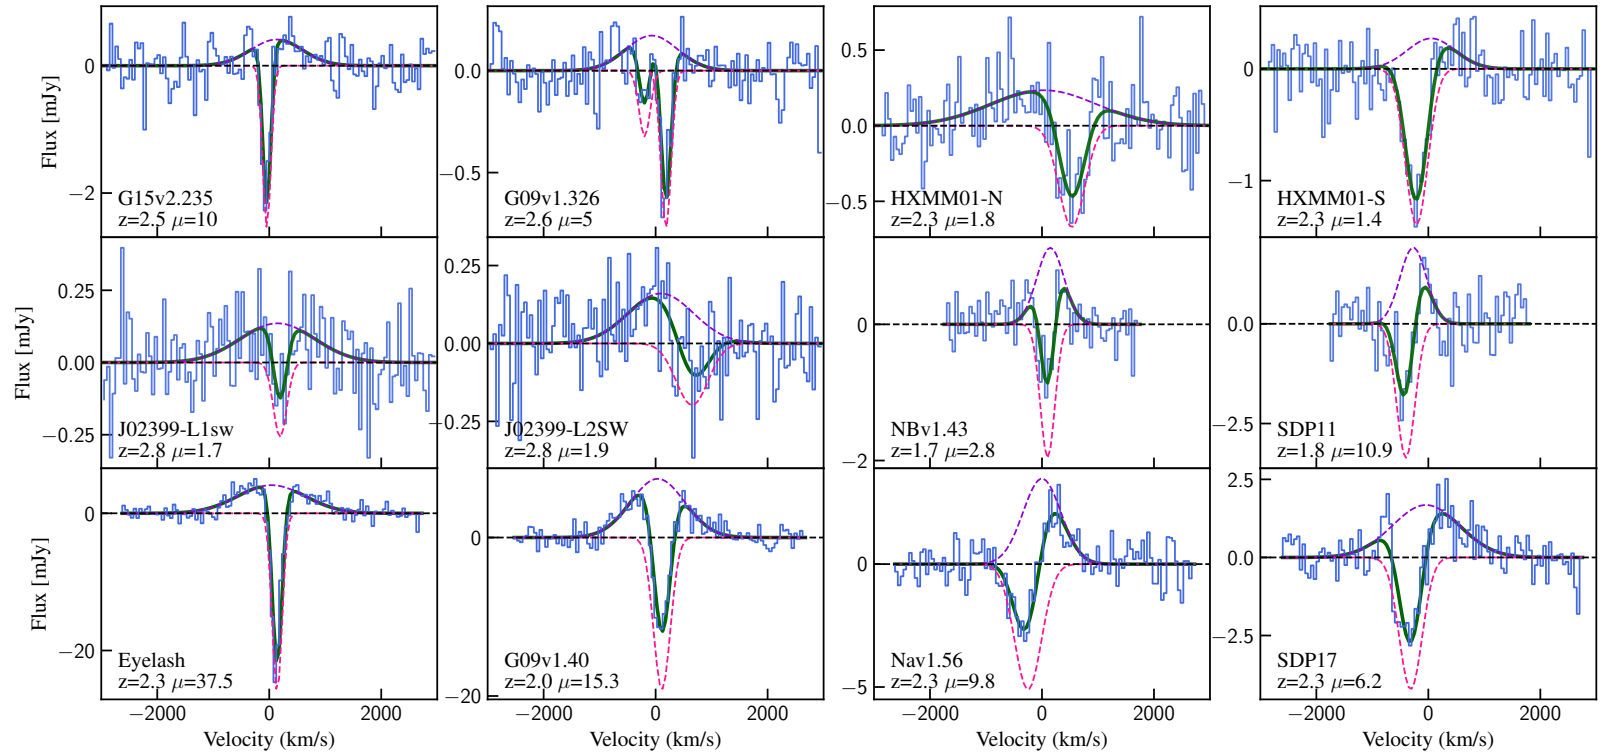 Flux [mJy]
0
−2
G15v2.235
z=2.5 μ=10
0.0
−0.5
G09v1.326
z=2.6 μ=5
0.5
0.0
−0.5
HXMM01-N
z=2.3 μ=1.8
0
−1
HXMM01-S
z=2.3 μ=1.4
Flux [mJy]
0.25
0.00
−0.25
J02399-L1sw
z=2.8 μ=1.7
0.25
0.00
−0.25
J02399-L2SW
z=2.8 μ=1.9
0
−2
NBv1.43
z=1.7 μ=2.8
0.0
−2.5
SDP11
z=1.8 μ=10.9
Flux [mJy]
0
−20
Eyelash
z=2.3 μ=37.5
−2000 0 2000
Velocity (km/s)
0
−20
G09v1.40
z=2.0 μ=15.3
−2000 0 2000
Velocity (km/s)
0
−5
Nav1.56
z=2.3 μ=9.8
−2000 0 2000
Velocity (km/s)
2.5
0.0
−2.5
SDP17
z=2.3 μ=6.2
−2000 0 2000
Velocity (km/s)